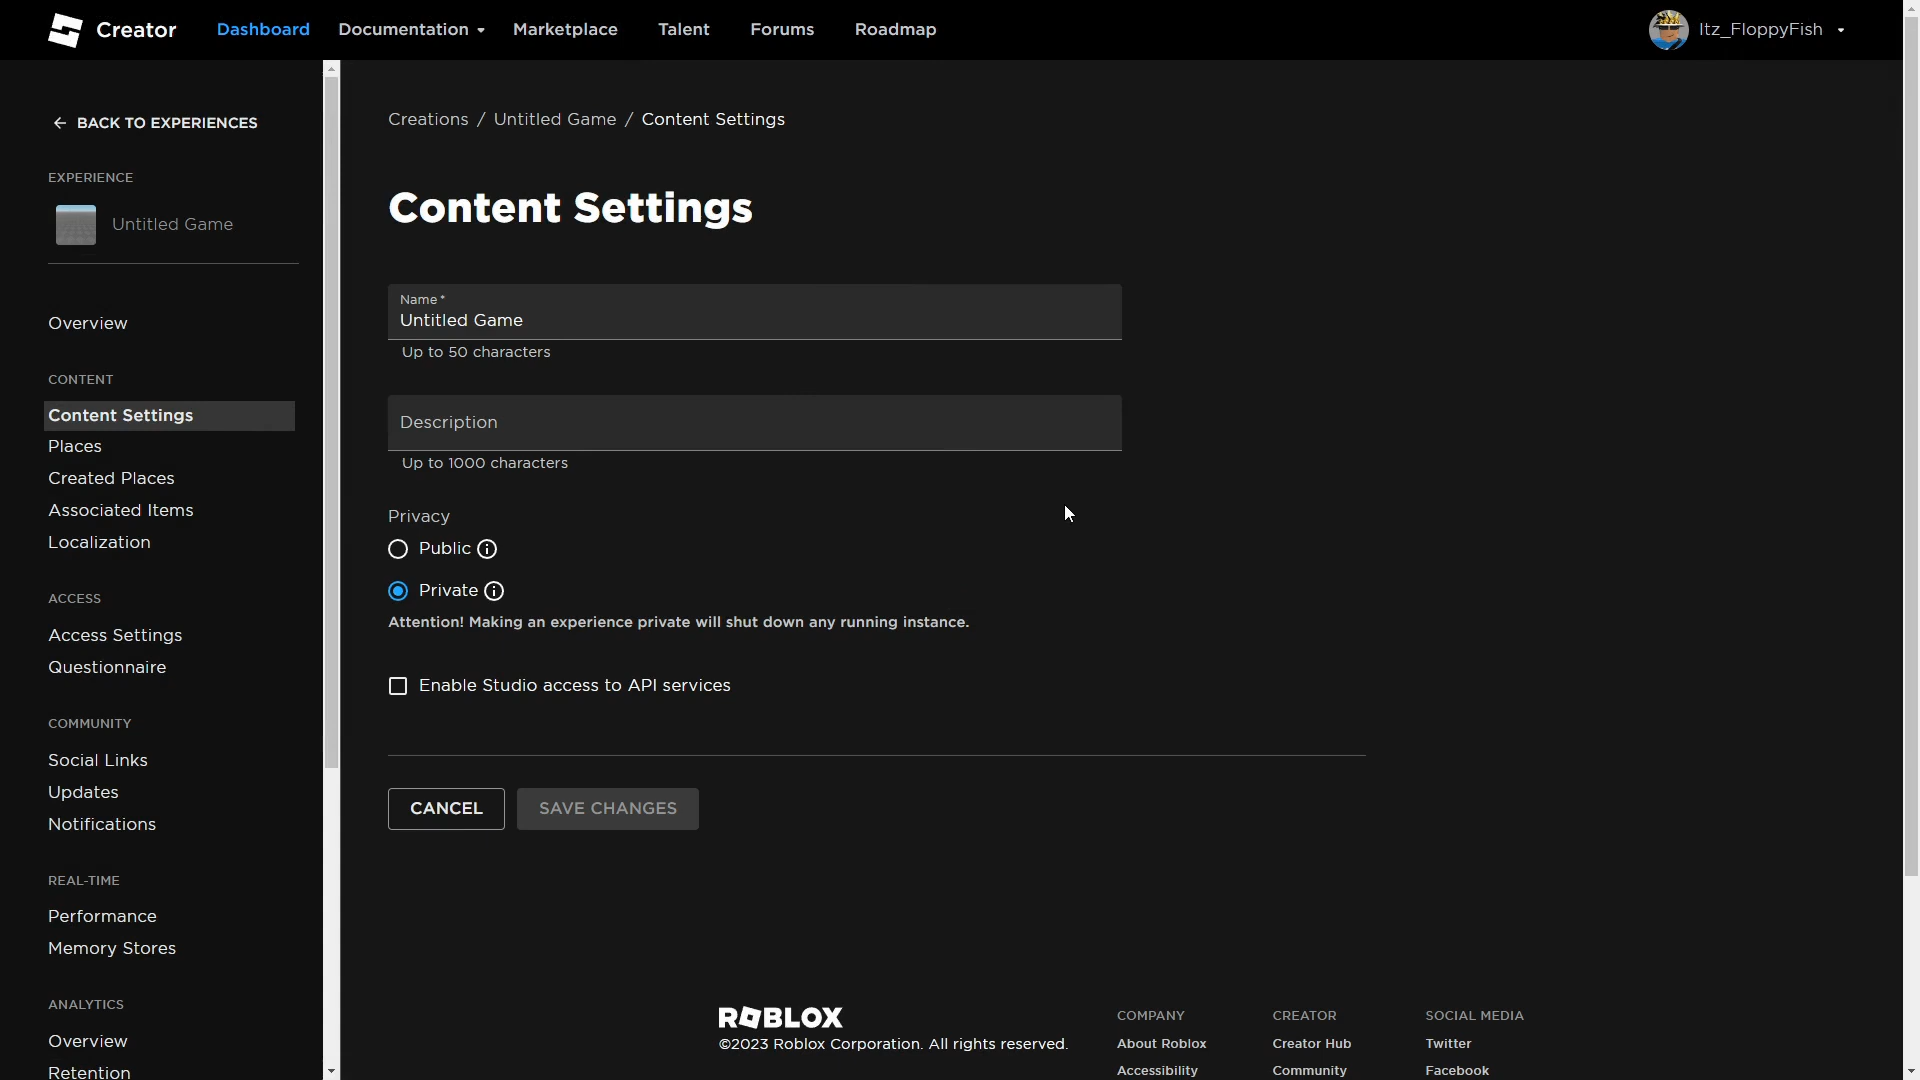 Creator
Dashboard
Documentation
Marketplace
Talent
Forums
Roadmap
Itz_FloppyFish
BACK TO EXPERIENCES
EXPERIENCE
Untitled Game
Overview
CONTENT
Content Settings
Places
Created Places
Associated Items
Localization
ACCESS
Access Settings
Questionnaire
COMMUNITY
Social Links
Updates
Notifications
REAL-TIME
Performance
Memory Stores
ANALYTICS
Overview
Retention
Creations / Untitled Game / Content Settings
Content Settings
Name*
Untitled Game
Up to 50 characters
Description
Up to 1000 characters
Privacy
Public
Private
Attention! Making an experience private will shut down any running instance.
Enable Studio access to API services
CANCEL
SAVE CHANGES
ROBLOX
©2023 Roblox Corporation. All rights reserved.
COMPANY
About Roblox
Accessibility
CREATOR
Creator Hub
Community
SOCIAL MEDIA
Twitter
Facebook